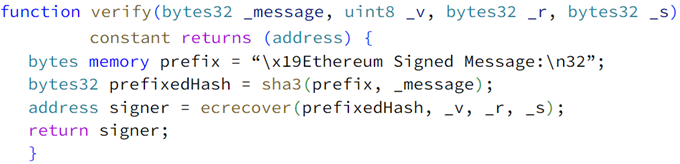 function verify(bytes32 _message, uint8 _v, bytes32 _r, bytes32 _s)
constant returns (address) {
bytes memory prefix = “\x19Ethereum Signed Message:\n32”;
bytes32 prefixedHash = sha3(prefix, _message);
address signer = ecrecover(prefixedHash, _v, _r, _s);
return signer;
}